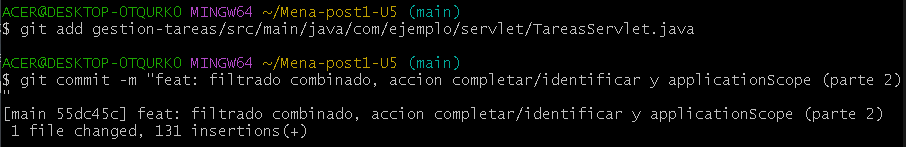 ACER@DESKTOP-OTQURKO MINGW64 ~/Mena-post1-U5 (main)
$ git add gestion-tareas/src/main/java/com/ejemplo/servlet/TareasServlet.java
ACER@DESKTOP-OTQURKO MINGW64 ~/Mena-post1-U5 (main)
$ git commit -m "feat: filtrado combinado, accion completar/identificar y applicationScope (parte 2)
"
[main 55dc45c] feat: filtrado combinado, accion completar/identificar y applicationScope (parte 2)
 1 file changed, 131 insertions(+)